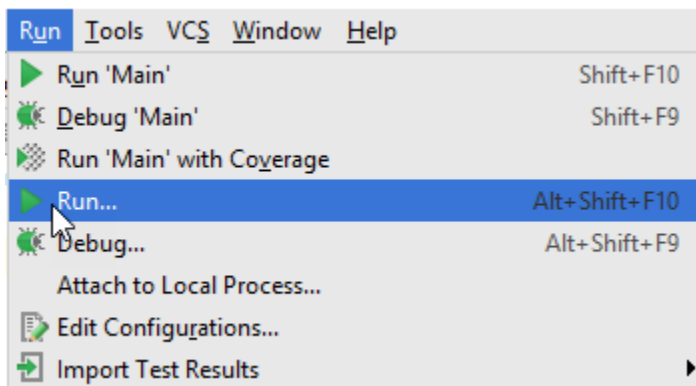 Run Tools VCS Window Help
Run 'Main' Shift+F10
Debug 'Main' Shift+F9
Run 'Main' with Coverage
Run... Alt+Shift+F10
Debug... Alt+Shift+F9
Attach to Local Process...
Edit Configurations...
Import Test Results